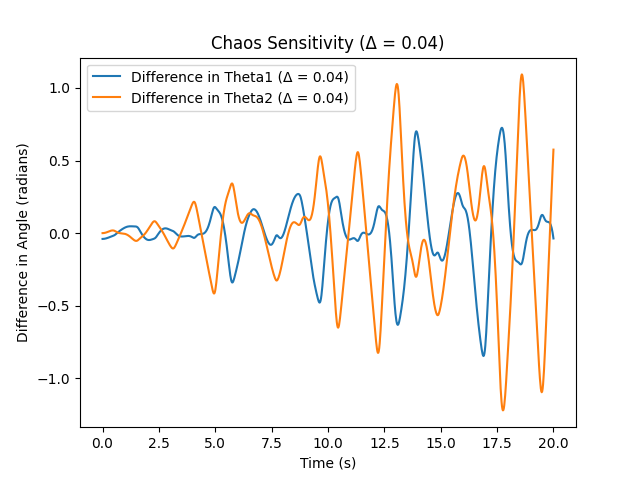 Chaos Sensitivity (Δ = 0.04)
Difference in Theta1 (Δ = 0.04)
Difference in Theta2 (Δ = 0.04)
Difference in Angle (radians)
1.0
0.5
0.0
−0.5
−1.0
0.0 2.5 5.0 7.5 10.0 12.5 15.0 17.5 20.0
Time (s)